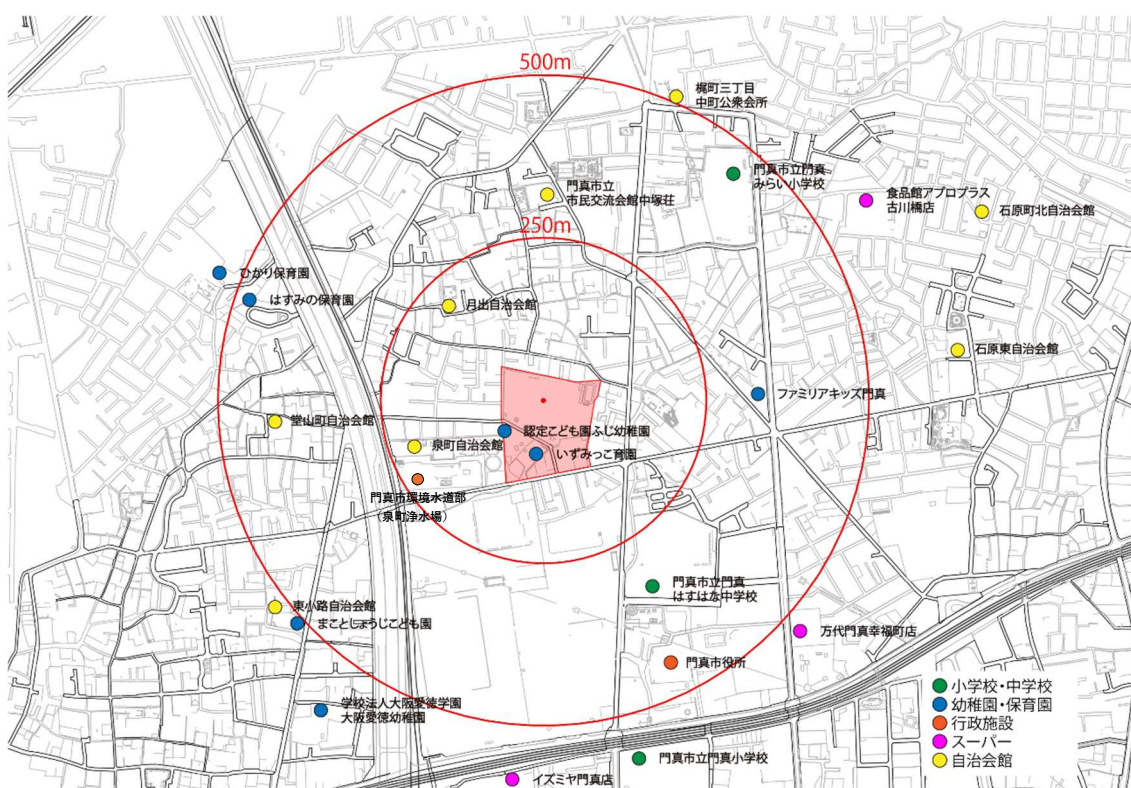 500m
梶町三丁目
中町公衆会所
門真市立門真
みらい小学校
門真市立
市民交流会館中塚荘
食品館アプロプラス
古川橋店
石原町北自治会館
250m
ひかり保育園
はすみの保育園
月出自治会館
石原東自治会館
ファミリアキッズ門真
堂山町自治会館
認定こども園ふじ幼稚園
泉町自治会館
いずみっこ育園
門真市環境水道部
（泉町浄水場）
門真市立門真
はすはな中学校
東小路自治会館
まことしょうじこども園
万代門真幸福町店
門真市役所
学校法人大阪愛徳学園
大阪愛徳幼稚園
門真市立門真小学校
イズミヤ門真店
小学校・中学校
幼稚園・保育園
行政施設
スーパー
自治会館